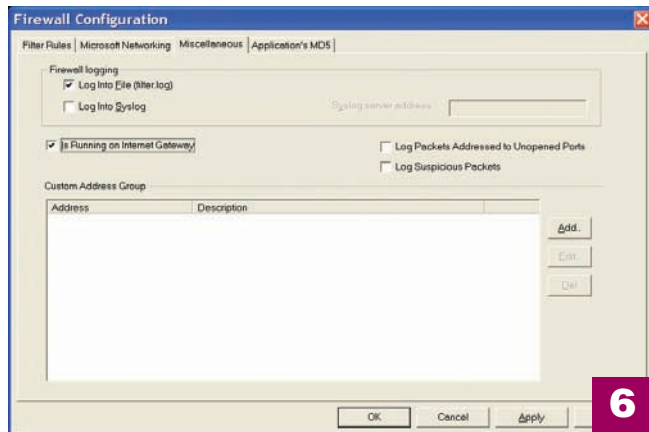 Firewall Configuration
Filter Rules Microsoft Networking Miscellaneous Application's MD5
Firewall logging
Log Into File (filter.log)
Log Into Syslog
Syslog server address
Is Running on Internet Gateway
Log Packets Addressed to Unopened Ports
Log Suspicious Packets
Custom Address Group
Address Description
Add..
Edit..
Del
OK Cancel Apply
6